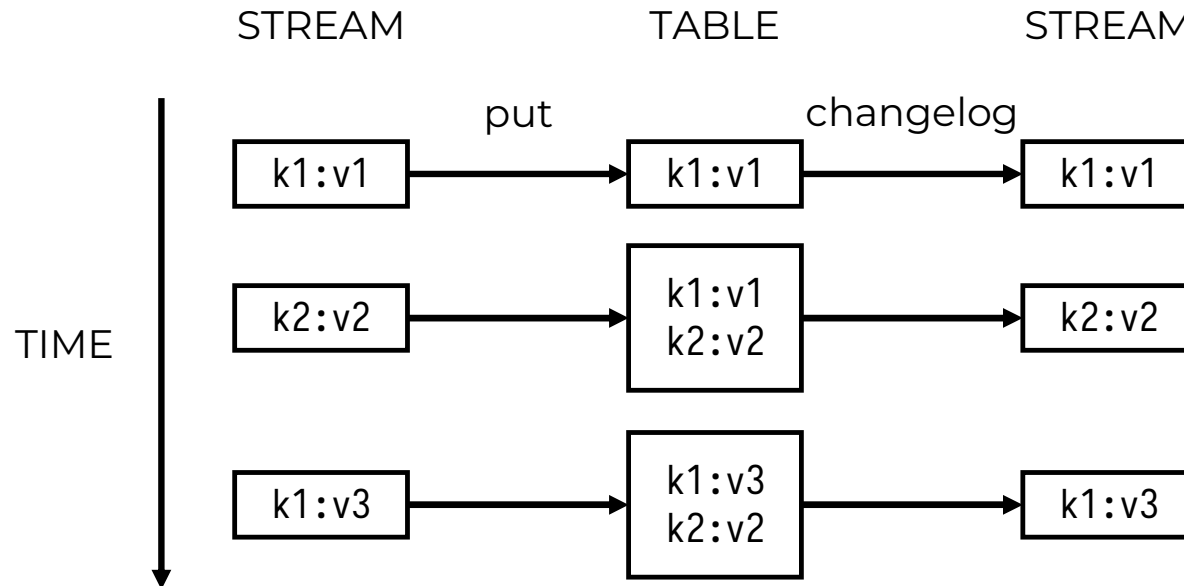 STREAM TABLE STREAM
put changelog
k1:v1 k1:v1 k1:v1
k1:v1
k2:v2 k2:v2 k2:v2
TIME
k1:v3
k1:v3 k2:v2 k1:v3